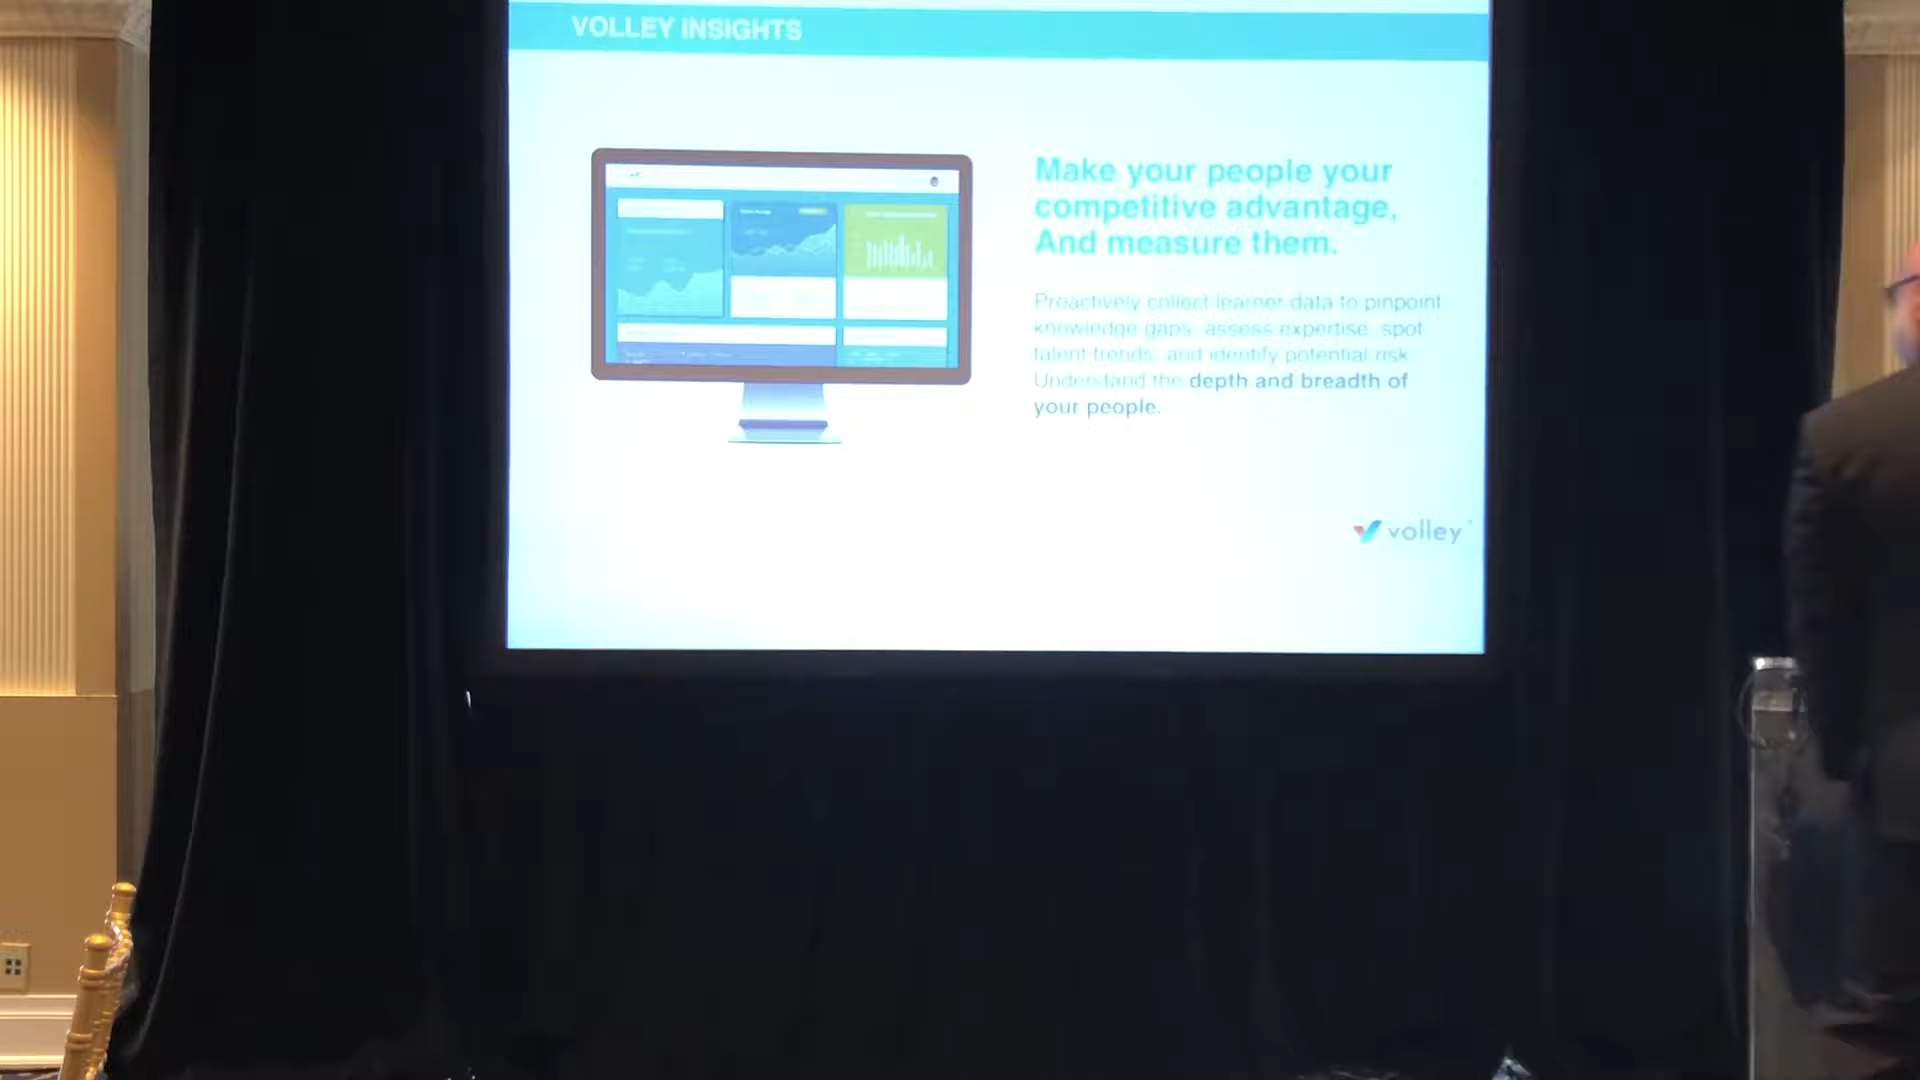 VOLLEY INSIGHTS
Make your people your
competitive advantage,
And measure them.
Proactively collect learner data to pinpoint
knowledge gaps, assess expertise, spot
talent trends, and identify potential risk.
Understand the depth and breadth of
your people.
volley